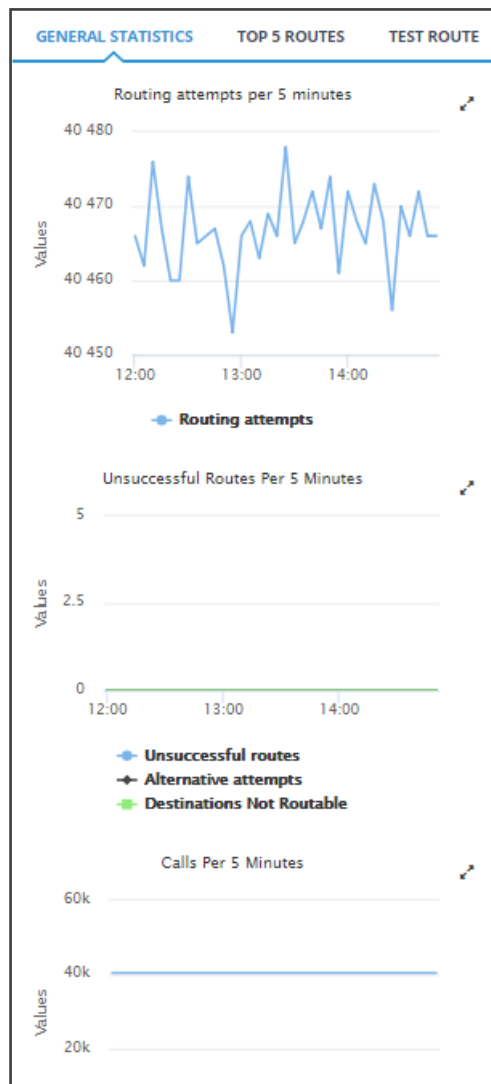 GENERAL STATISTICS TOP 5 ROUTES TEST ROUTE
Routing attempts per 5 minutes
40 480
40 470
40 460
40 450
Values
12:00 13:00 14:00
Routing attempts
Unsuccessful Routes Per 5 Minutes
5
2.5
0
Values
12:00 13:00 14:00
Unsuccessful routes
Alternative attempts
Destinations Not Routable
Calls Per 5 Minutes
60k
40k
20k
Values